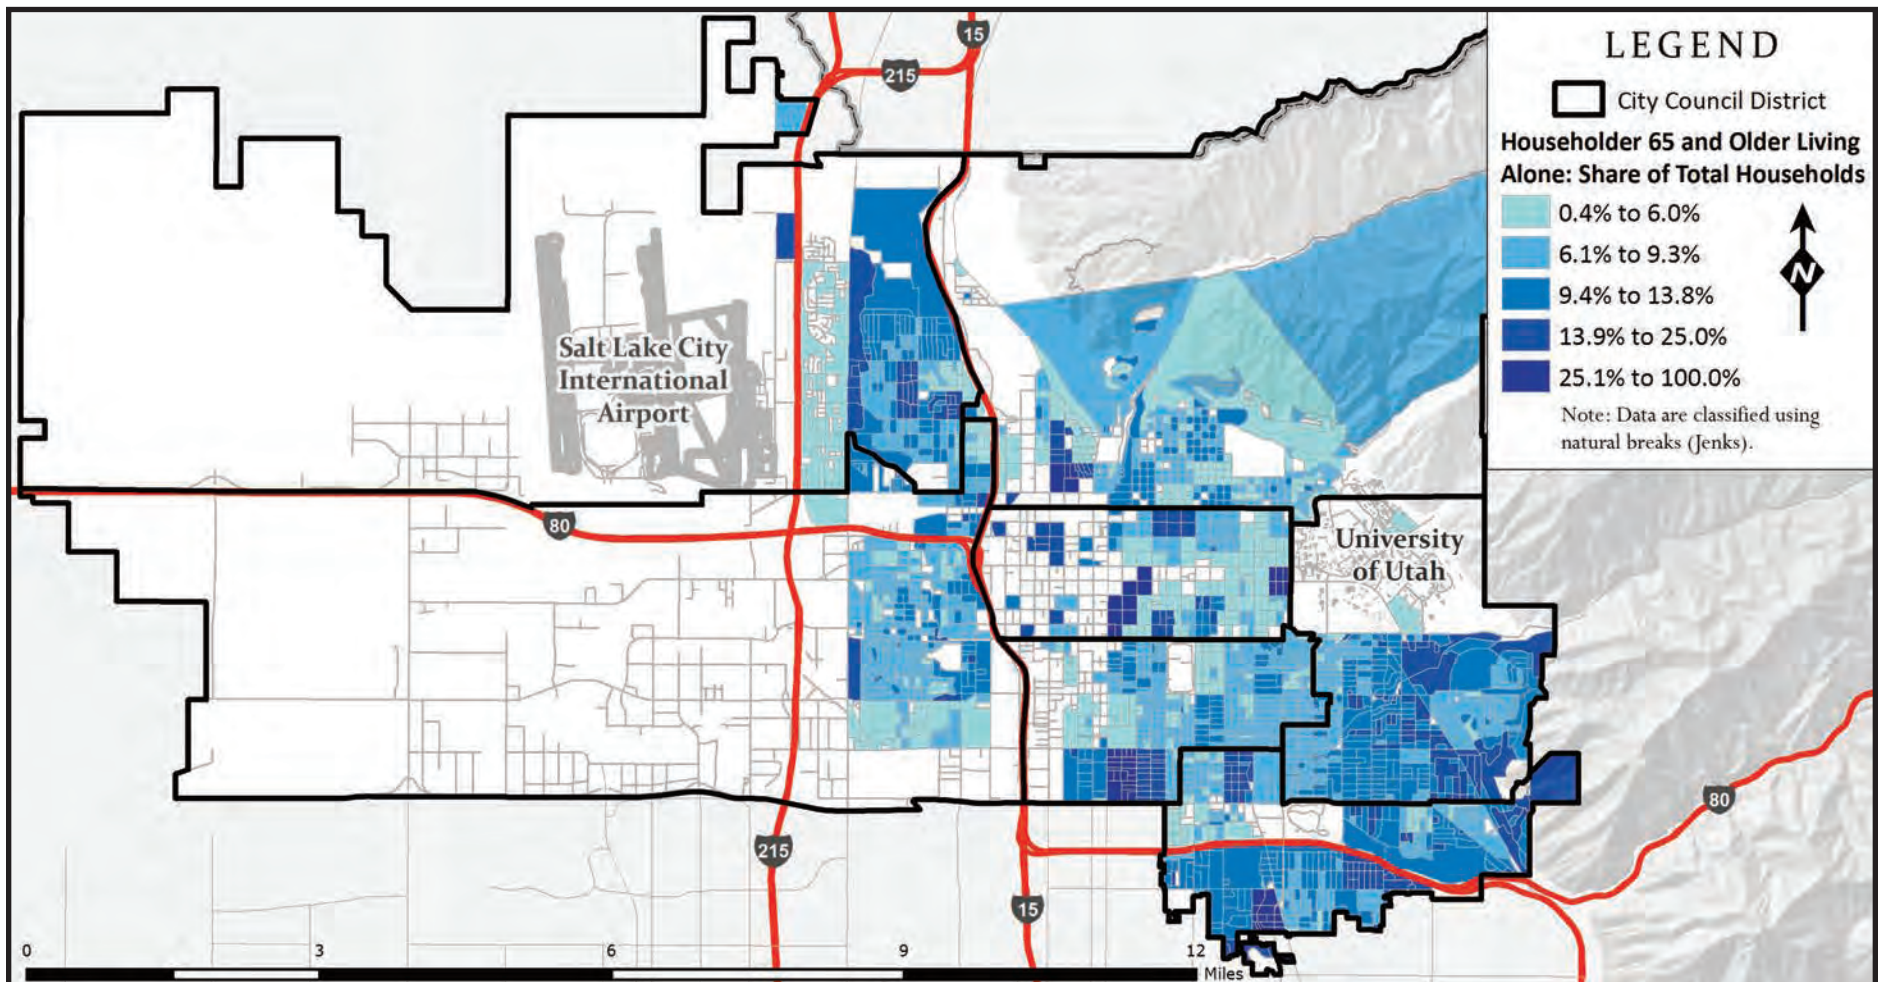 15
215
LEGEND
City Council District
Householder 65 and Older Living
Alone: Share of Total Households
0.4% to 6.0%
6.1% to 9.3%
9.4% to 13.8%
13.9% to 25.0%
25.1% to 100.0%
N
Note: Data are classified using
natural breaks (Jenks).
Salt Lake City
International
Airport
80
University
of Utah
80
215
15
0 3 6 9 12
Miles